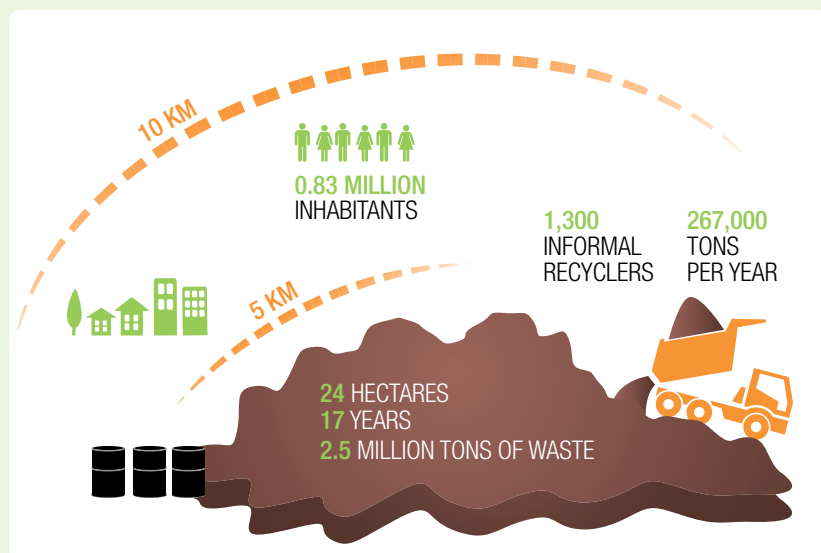 10 KM
0.83 MILLION
INHABITANTS
1,300
INFORMAL
RECYCLERS
267,000
TONS
PER YEAR
5 KM
24 HECTARES
17 YEARS
2.5 MILLION TONS OF WASTE